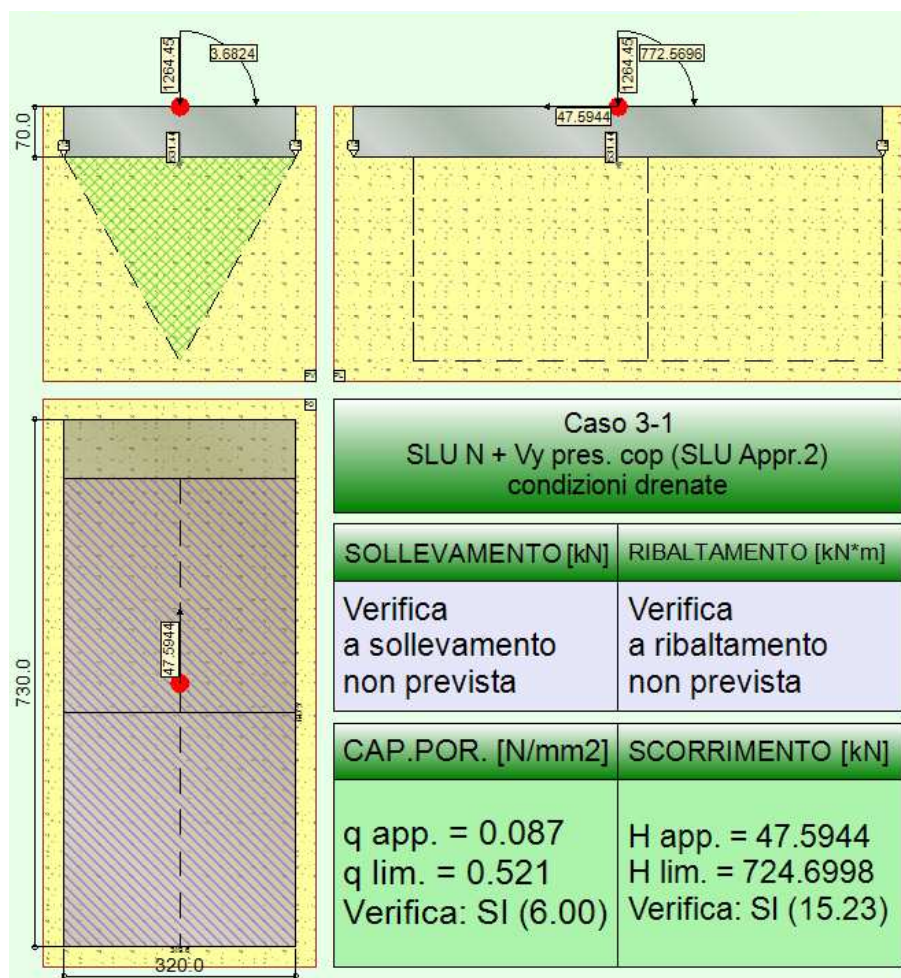 3.6824
1264.45
70.0
772.5696
1264.45
47.5944
730.0
47.5944
320.0
Caso 3-1
SLU N + Vy pres. cop (SLU Appr.2)
condizioni drenate
SOLLEVAMENTO [kN]
RIBALTAMENTO [kN*m]
Verifica
a sollevamento
non prevista
Verifica
a ribaltamento
non prevista
CAP.POR. [N/mm2]
SCORRIMENTO [kN]
q app. = 0.087
q lim. = 0.521
Verifica: SI (6.00)
H app. = 47.5944
H lim. = 724.6998
Verifica: SI (15.23)